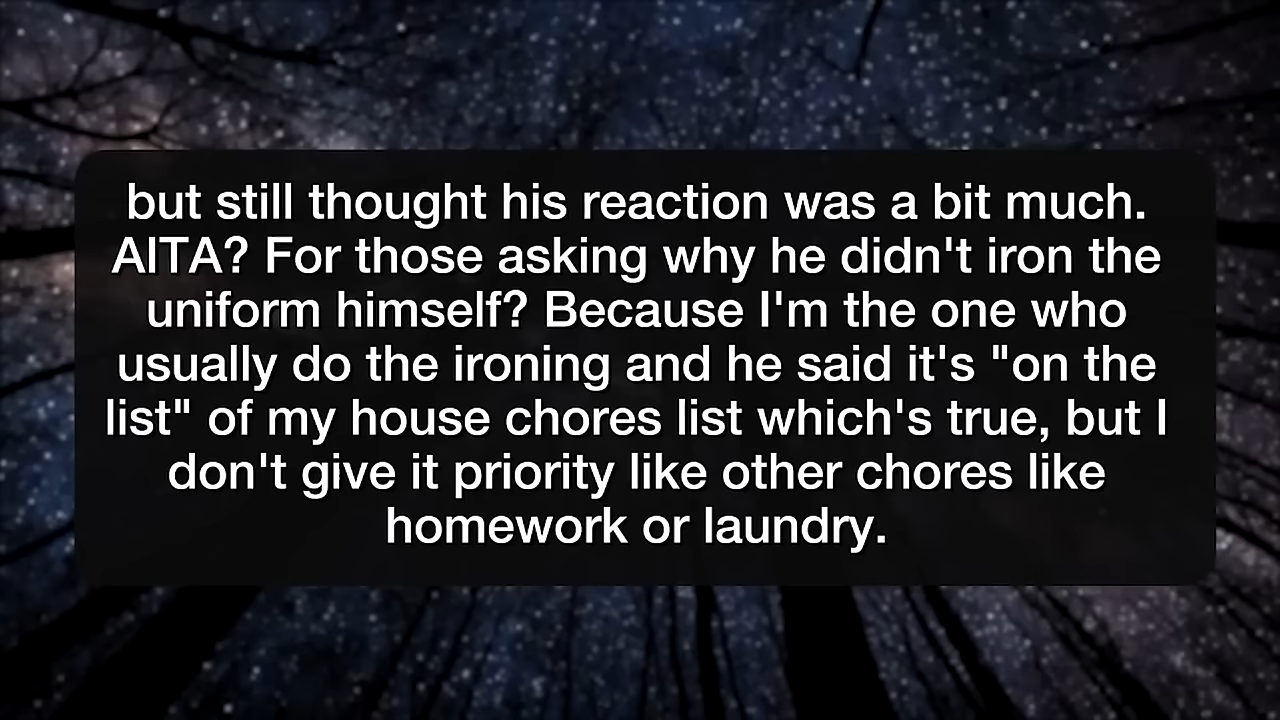 but still thought his reaction was a bit much.
AITA? For those asking why he didn't iron the
uniform himself? Because I'm the one who
usually do the ironing and he said it's "on the
list" of my house chores list which's true, but I
don't give it priority like other chores like
homework or laundry.